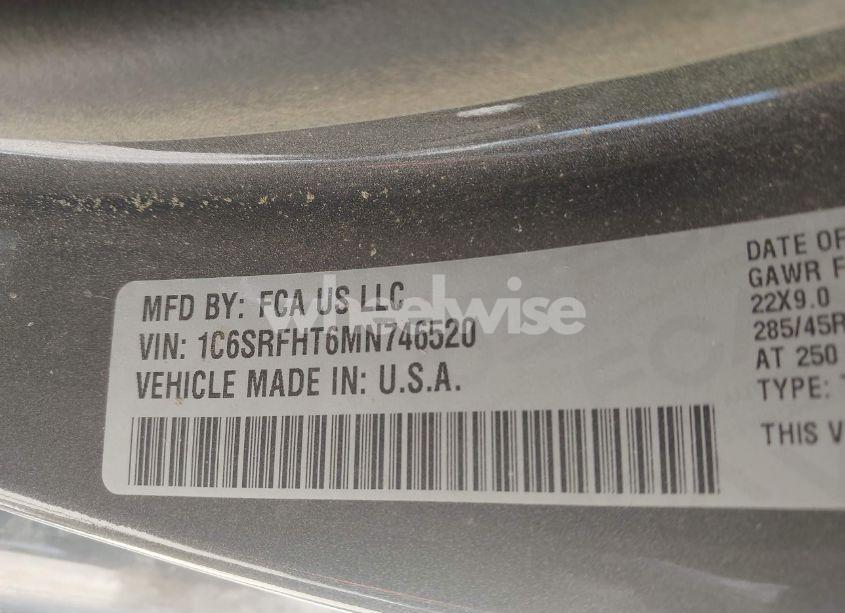 MFD BY: FCA US LLC
VIN: 1C6SRFHT6MN746520
VEHICLE MADE IN: U.S.A.
DATE OF
GAWR F
22X9.0
285/45R
AT 250
TYPE:
THIS V
wheelwise